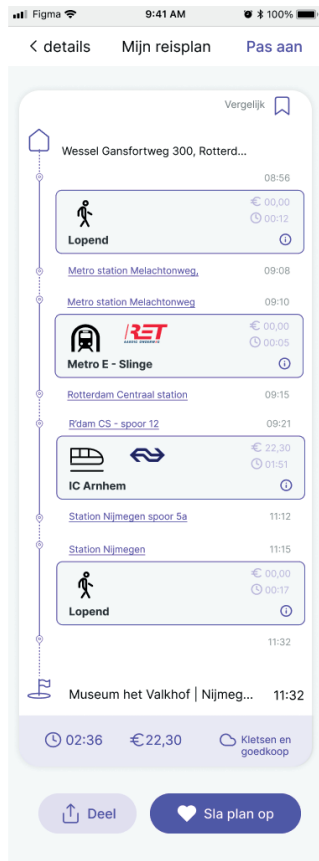 Figma
9:41 AM
100%
< details
Mijn reisplan
Pas aan
Vergelijk
Wessel Gansfortweg 300, Rotterd...
08:56
€ 00,00
00:12
Lopend
Metro station Melachtonweg,
09:08
Metro station Melachtonweg
09:10
RET
€ 00,00
00:05
Metro E - Slinge
Rotterdam Centraal station
09:15
R'dam CS - spoor 12
09:21
€ 22,30
01:51
IC Arnhem
Station Nijmegen spoor 5a
11:12
Station Nijmegen
11:15
€ 00,00
00:17
Lopend
11:32
Museum het Valkhof | Nijmeg...
11:32
02:36
€22,30
Kletsen en
goedkoop
Deel
Sla plan op